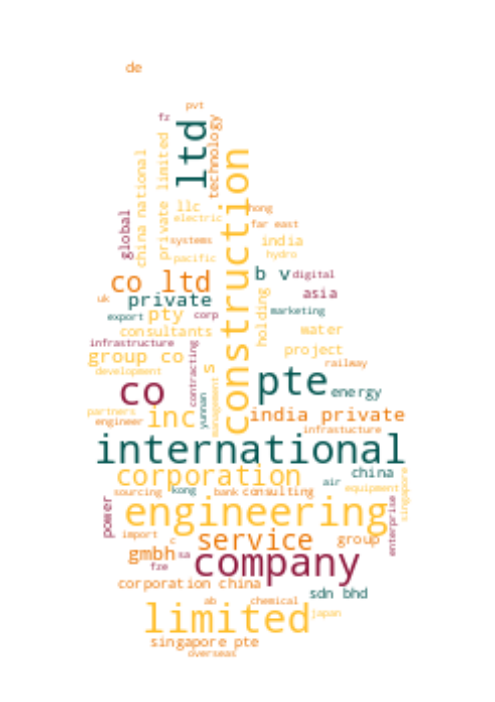 de
pvt
fz
ltd
technology
construction
china national
private limited
llc
electric
hong
far east
global
systems
india
pacific
hydro
co ltd
b v
digital
uk
private
asia
export
pty
corp
holding
marketing
consultants
water
infrastructure
group co
project
development
contracting
s
management
railway
co
pte
energy
yunnan
partners
engineer
inc
india private
infrastucture
international
corporation
china
air
equipment
singapore
sourcing
kong
bank
consulting
power
engineering
enterprise
import
c
service
group
gmbh
sa
company
fze
corporation china
sdn bhd
ab
chemical
limited
japan
singapore pte
overseas